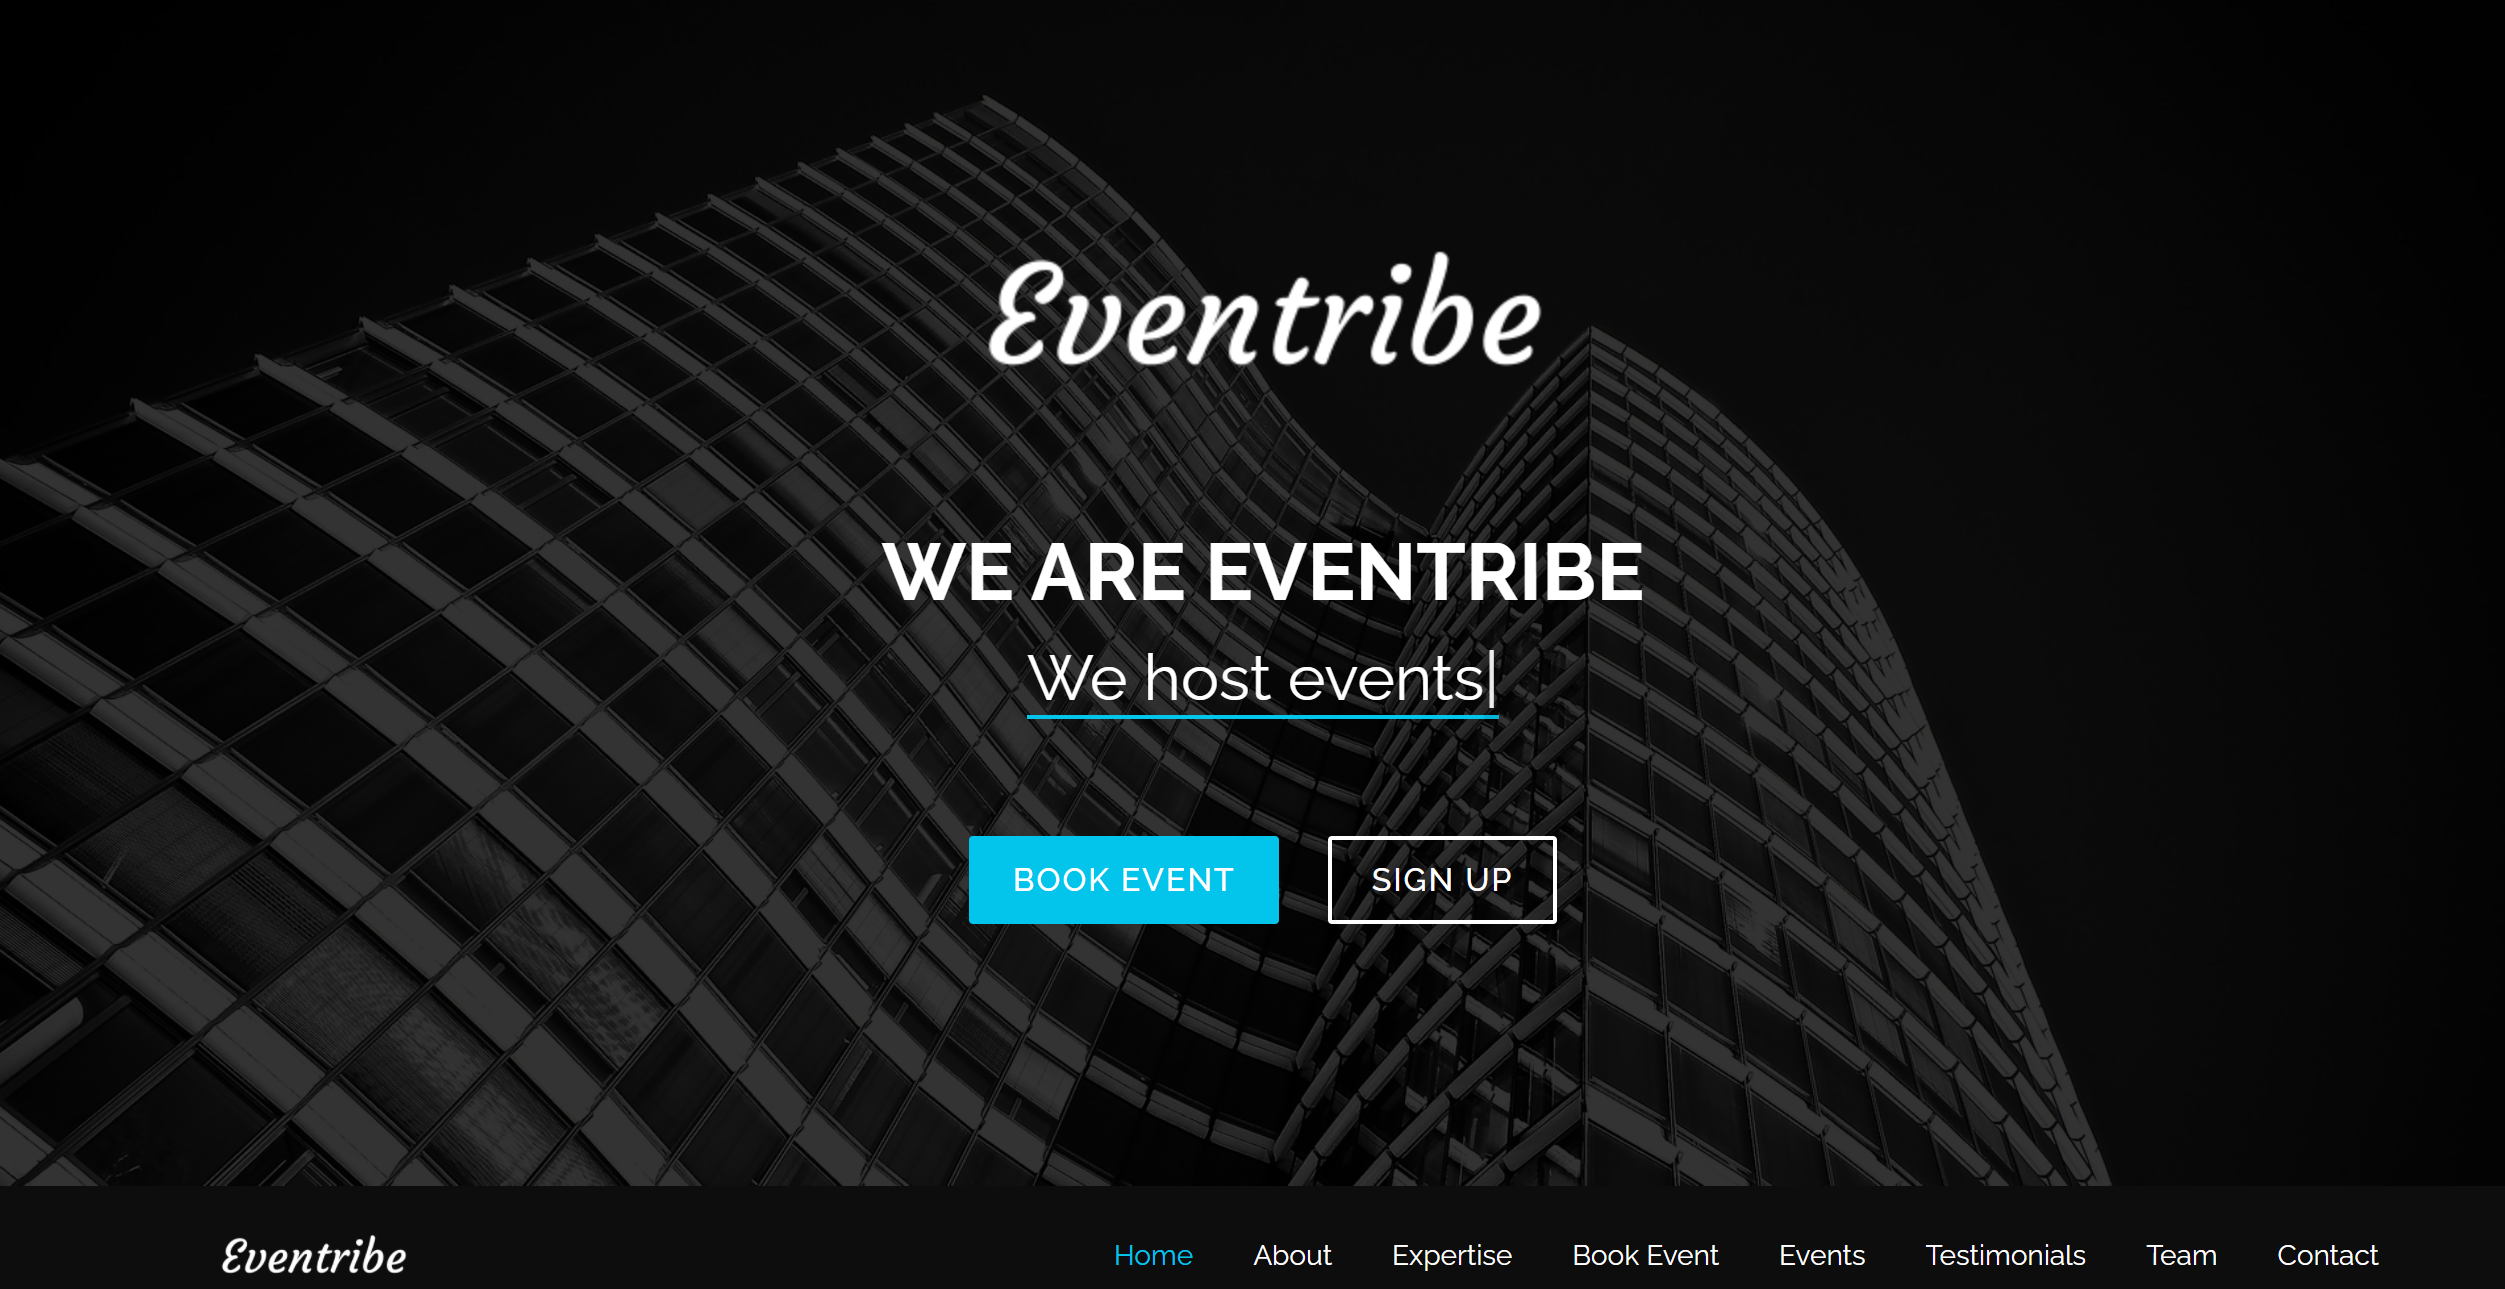 Eventribe
WE ARE EVENTRIBE
We host events|
BOOK EVENT SIGN UP
Eventribe Home About Expertise Book Event Events Testimonials Team Contact